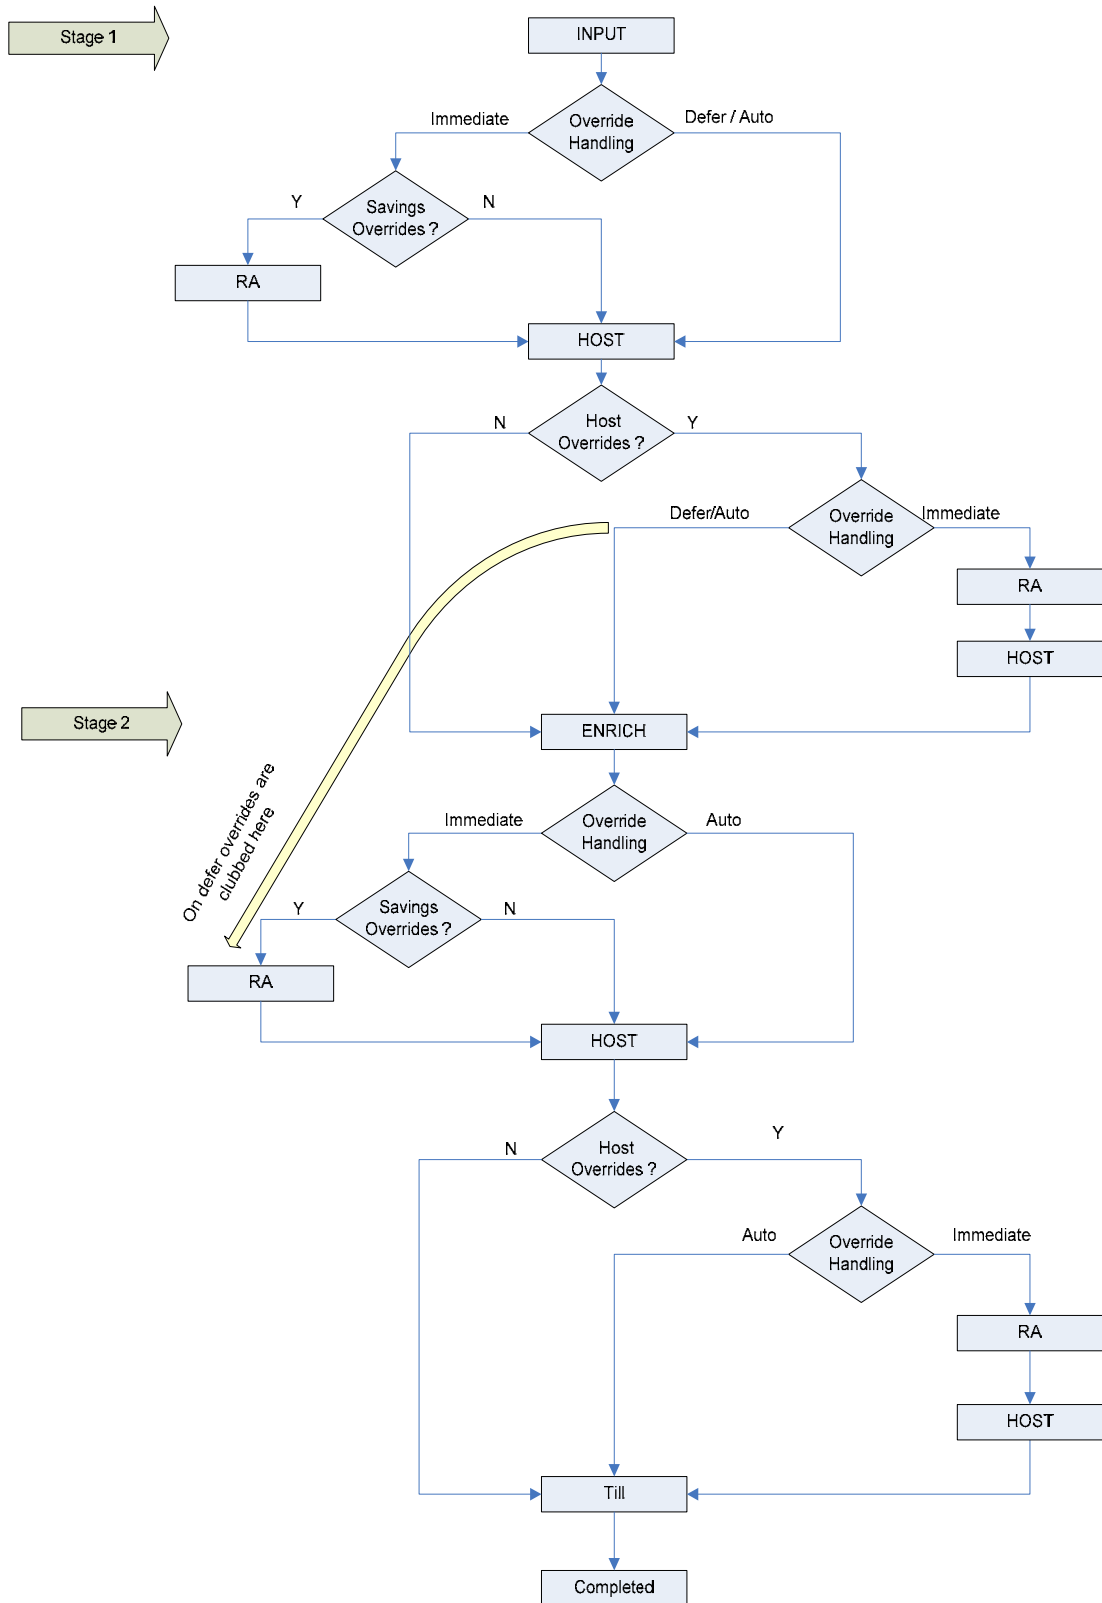 Stage 1
INPUT
Immediate
Override
Handling
Defer / Auto
Y
Savings
Overrides ?
N
RA
HOST
N
Host
Overrides ?
Y
Defer/Auto
Override
Handling
Immediate
RA
HOST
Stage 2
ENRICH
On defer overrides are
clubbed here
Immediate
Override
Handling
Auto
Y
Savings
Overrides ?
N
RA
HOST
N
Host
Overrides ?
Y
Auto
Override
Handling
Immediate
RA
HOST
Till
Completed